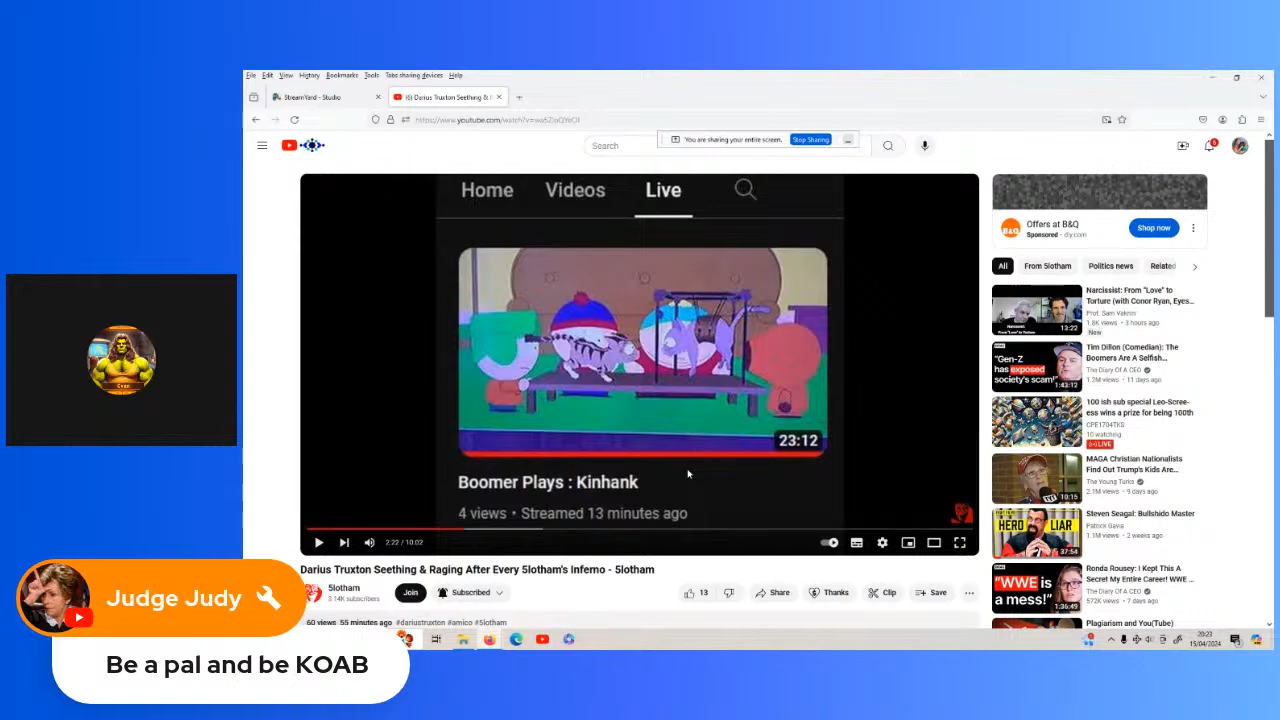 File Edit View History Bookmarks Tools Tabs sharing devices Help
StreamYard - Studio
(6) Darius Truxton Seething &
You are sharing your entire screen. Stop Sharing
Search
6
Home Videos Live
23:12
Boomer Plays : Kinhank
4 views • Streamed 13 minutes ago
2:22 / 10:02
Darius Truxton Seething & Raging After Every 5lotham's Inferno - 5lotham
5lotham
3.14K subscribers
Join
Subscribed
13
Share
Thanks
Clip
Save
60 views 55 minutes ago #dariustruxton #amico #5lotham
B&Q
Offers at B&Q
Sponsored · diy.com
Shop now
All From 5lotham Politics news Related
Narcissist: From "Love" to
Torture (with Conor Ryan, Eyes...
Prof. Sam Vaknin
1.8K views • 3 hours ago
New
13:22
"Gen-Z
has exposed
society's scam!"
1:43:12
Tim Dillon (Comedian): The
Boomers Are A Selfish...
The Diary Of A CEO
1.2M views • 11 days ago
100 ish sub special Leo-Scree-
ess wins a prize for being 100th
CPE1704TKS
10 watching
LIVE
MAGA Christian Nationalists
Find Out Trump's Kids Are...
The Young Turks
2.1M views • 9 days ago
10:15
HERO LIAR
37:54
Steven Seagal: Bullshido Master
Patrick Gavia
1.1M views • 2 weeks ago
"WWE is
a mess!"
1:36:49
Ronda Rousey: I Kept This A
Secret My Entire Career! WWE ...
The Diary Of A CEO
572K views • 7 days ago
Plagiarism and You(Tube)
20:23
15/04/2024
Cyan
Judge Judy
Be a pal and be KOAB